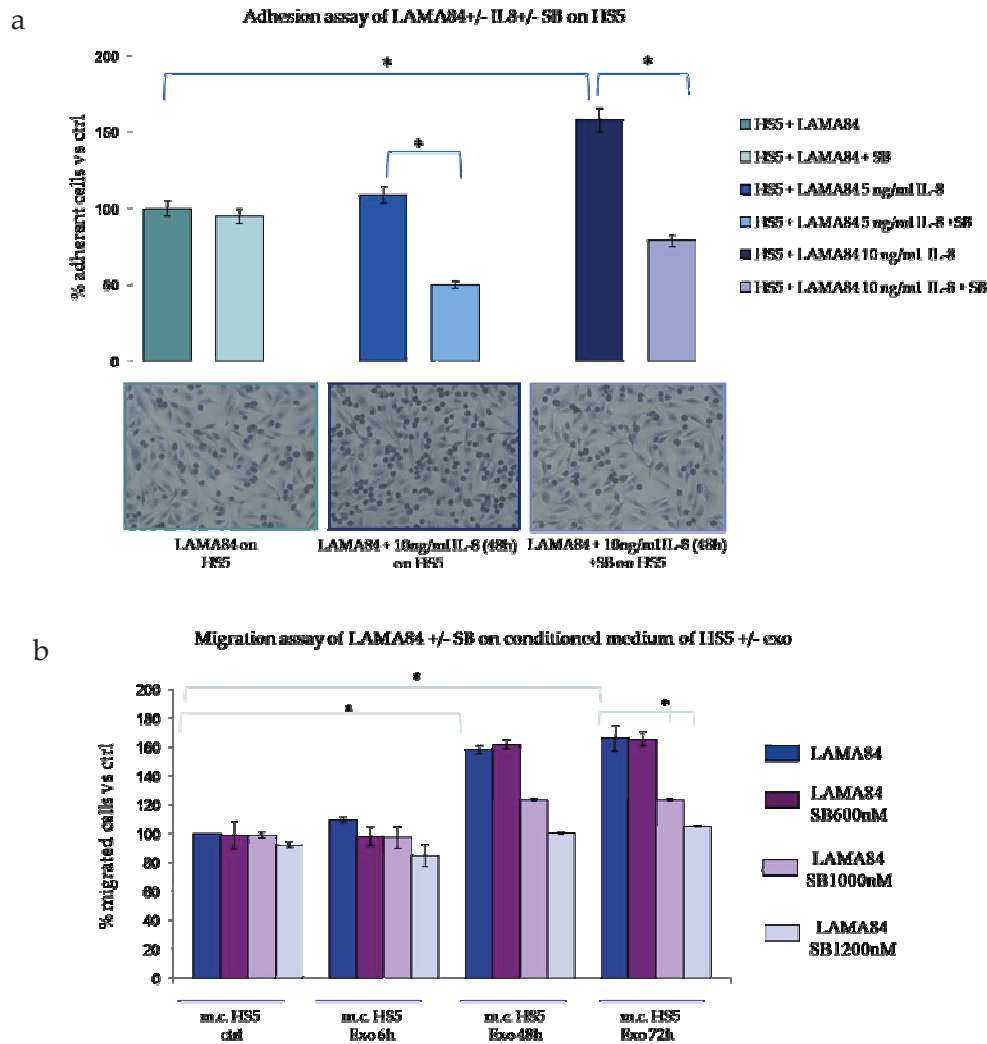 a
Adhesion assay of LAMA84+/- IL8+/- SB on HS5
% adherent cells vs ctrl
200
150
100
50
0
*
*
*
HS5 + LAMA84
HS5 + LAMA84 + SB
HS5 + LAMA84 5 ng/ml IL-8
HS5 + LAMA84 5 ng/ml IL-8 +SB
HS5 + LAMA84 10 ng/ml IL-8
HS5 + LAMA84 10 ng/ml IL-8 + SB
LAMA84 on
HS5
LAMA84 + 10ng/ml IL-8 (48h)
on HS5
LAMA84 + 10ng/ml IL-8 (48h)
+SB on HS5
b
Migration assay of LAMA84 +/- SB on conditioned medium of HS5 +/- exo
% migrated cells vs ctrl
200
180
160
140
120
100
80
60
40
20
0
*
*
*
LAMA84
LAMA84
SB600nM
LAMA84
SB1000nM
LAMA84
SB1200nM
m.c. HS5
ctrl
m.c. HS5
Exo 6h
m.c. HS5
Exo 48h
m.c. HS5
Exo 72h